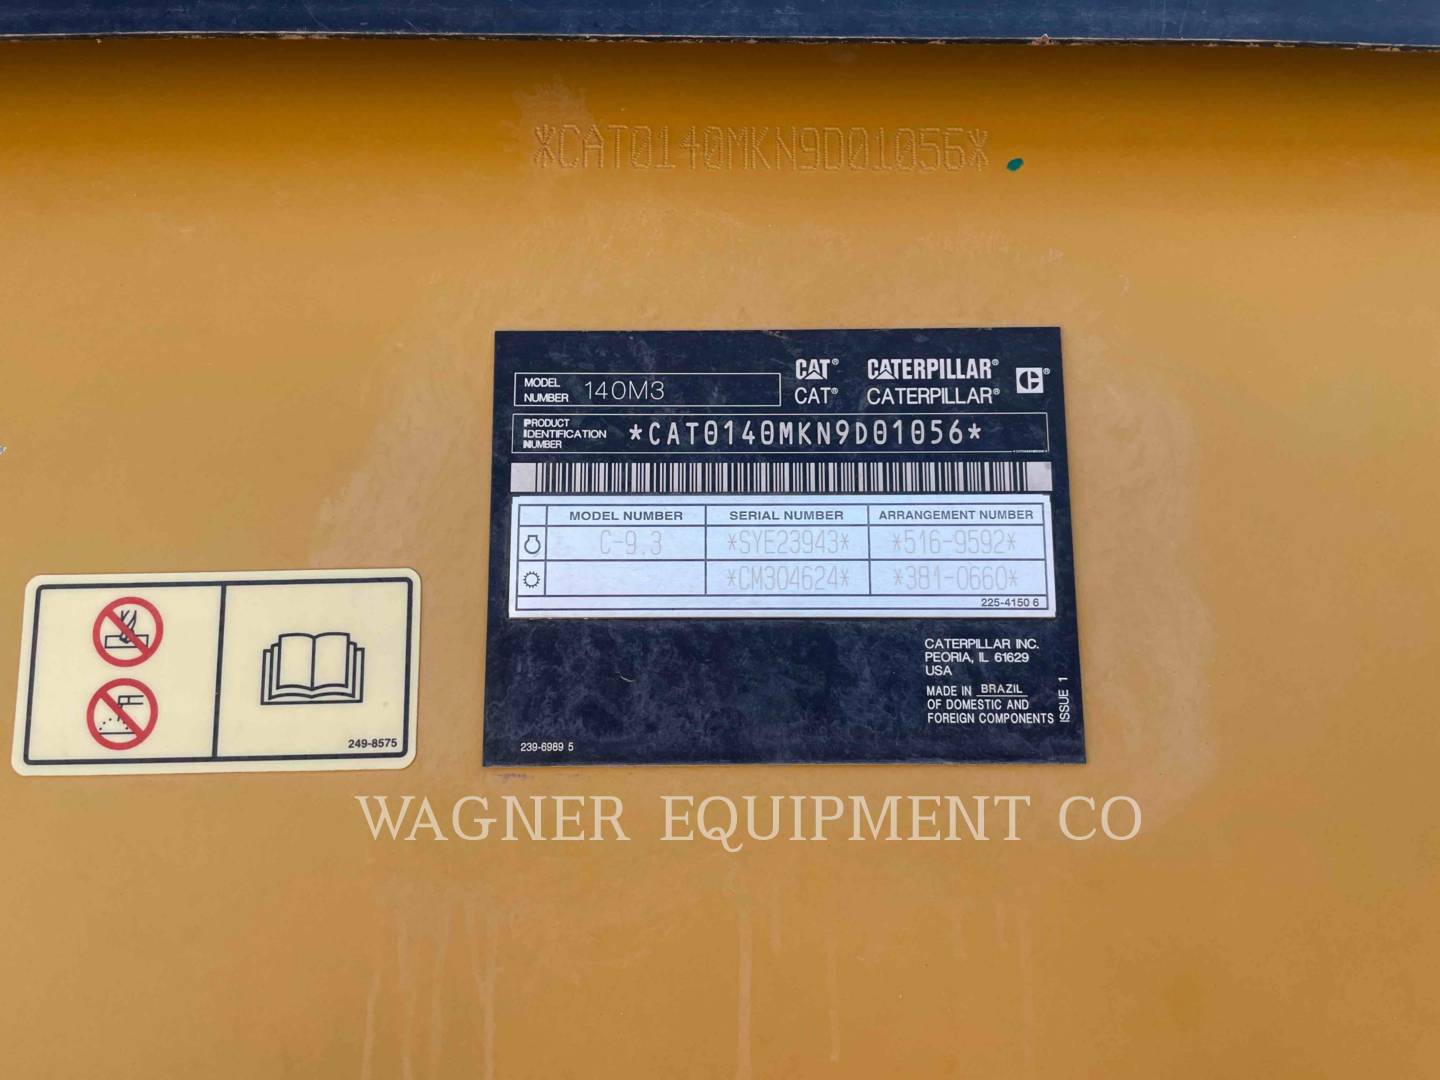 *CAT0140MKN9D01056*
CAT® CATERPILLAR®
MODEL NUMBER 140M3
CAT® CATERPILLAR®
PRODUCT IDENTIFICATION NUMBER *CAT0140MKN9D01056*
MODEL NUMBER SERIAL NUMBER ARRANGEMENT NUMBER
C-9.3 *SYE23943* *516-9592*
*CM304624* *381-0660*
225-4150 6
CATERPILLAR INC.
PEORIA, IL 61629
USA
MADE IN BRAZIL
OF DOMESTIC AND
FOREIGN COMPONENTS
ISSUE 1
239-6989 5
249-8575
WAGNER EQUIPMENT CO